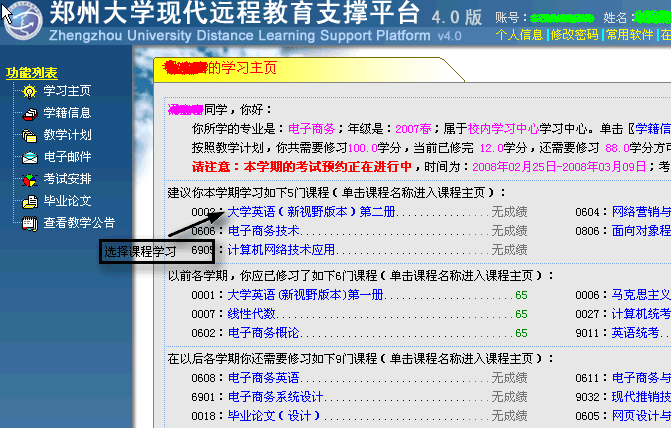 郑州大学现代远程教育支撑平台 4.0 版
Zhengzhou University Distance Learning Support Platform v4.0
账号： 姓名：
个人信息|修改密码|常用软件|在
功能列表
学习主页
学籍信息
教学计划
电子邮件
考试安排
毕业论文
查看教学公告
的学习主页
同学，你好：
你所学的专业是：电子商务；年级是：2007春；属于校内学习中心学习中心。单击〖学籍信
按照教学计划，你共需要修习100.0学分，当前已修完 12.0学分，还需要修习 88.0学分方可
请注意：本学期的考试预约正在进行中，时间为：2008年02月25日-2008年03月09日；考
建议你本学期学习如下5门课程（单击课程名称进入课程主页）：
大学英语（新视野版本）第二册 无成绩 0604：网络营销与
0606：电子商务技术 无成绩 0806：面向对象程
6905：计算机网络技术应用 无成绩
选择课程学习
以前各学期，你应已修习了如下6门课程（单击课程名称进入课程主页）：
0001：大学英语(新视野版本)第一册 65 0006：马克思主义
0007：线性代数 65 0027：计算机统考
0602：电子商务概论 65 9011：英语统考
在以后各学期你还需要修习如下9门课程（单击课程名称进入课程主页）：
0608：电子商务英语 无成绩 0611：电子商务与
6901：电子商务系统设计 无成绩 9032：现代推销技
0018：毕业论文（设计） 无成绩 0605：网页设计与